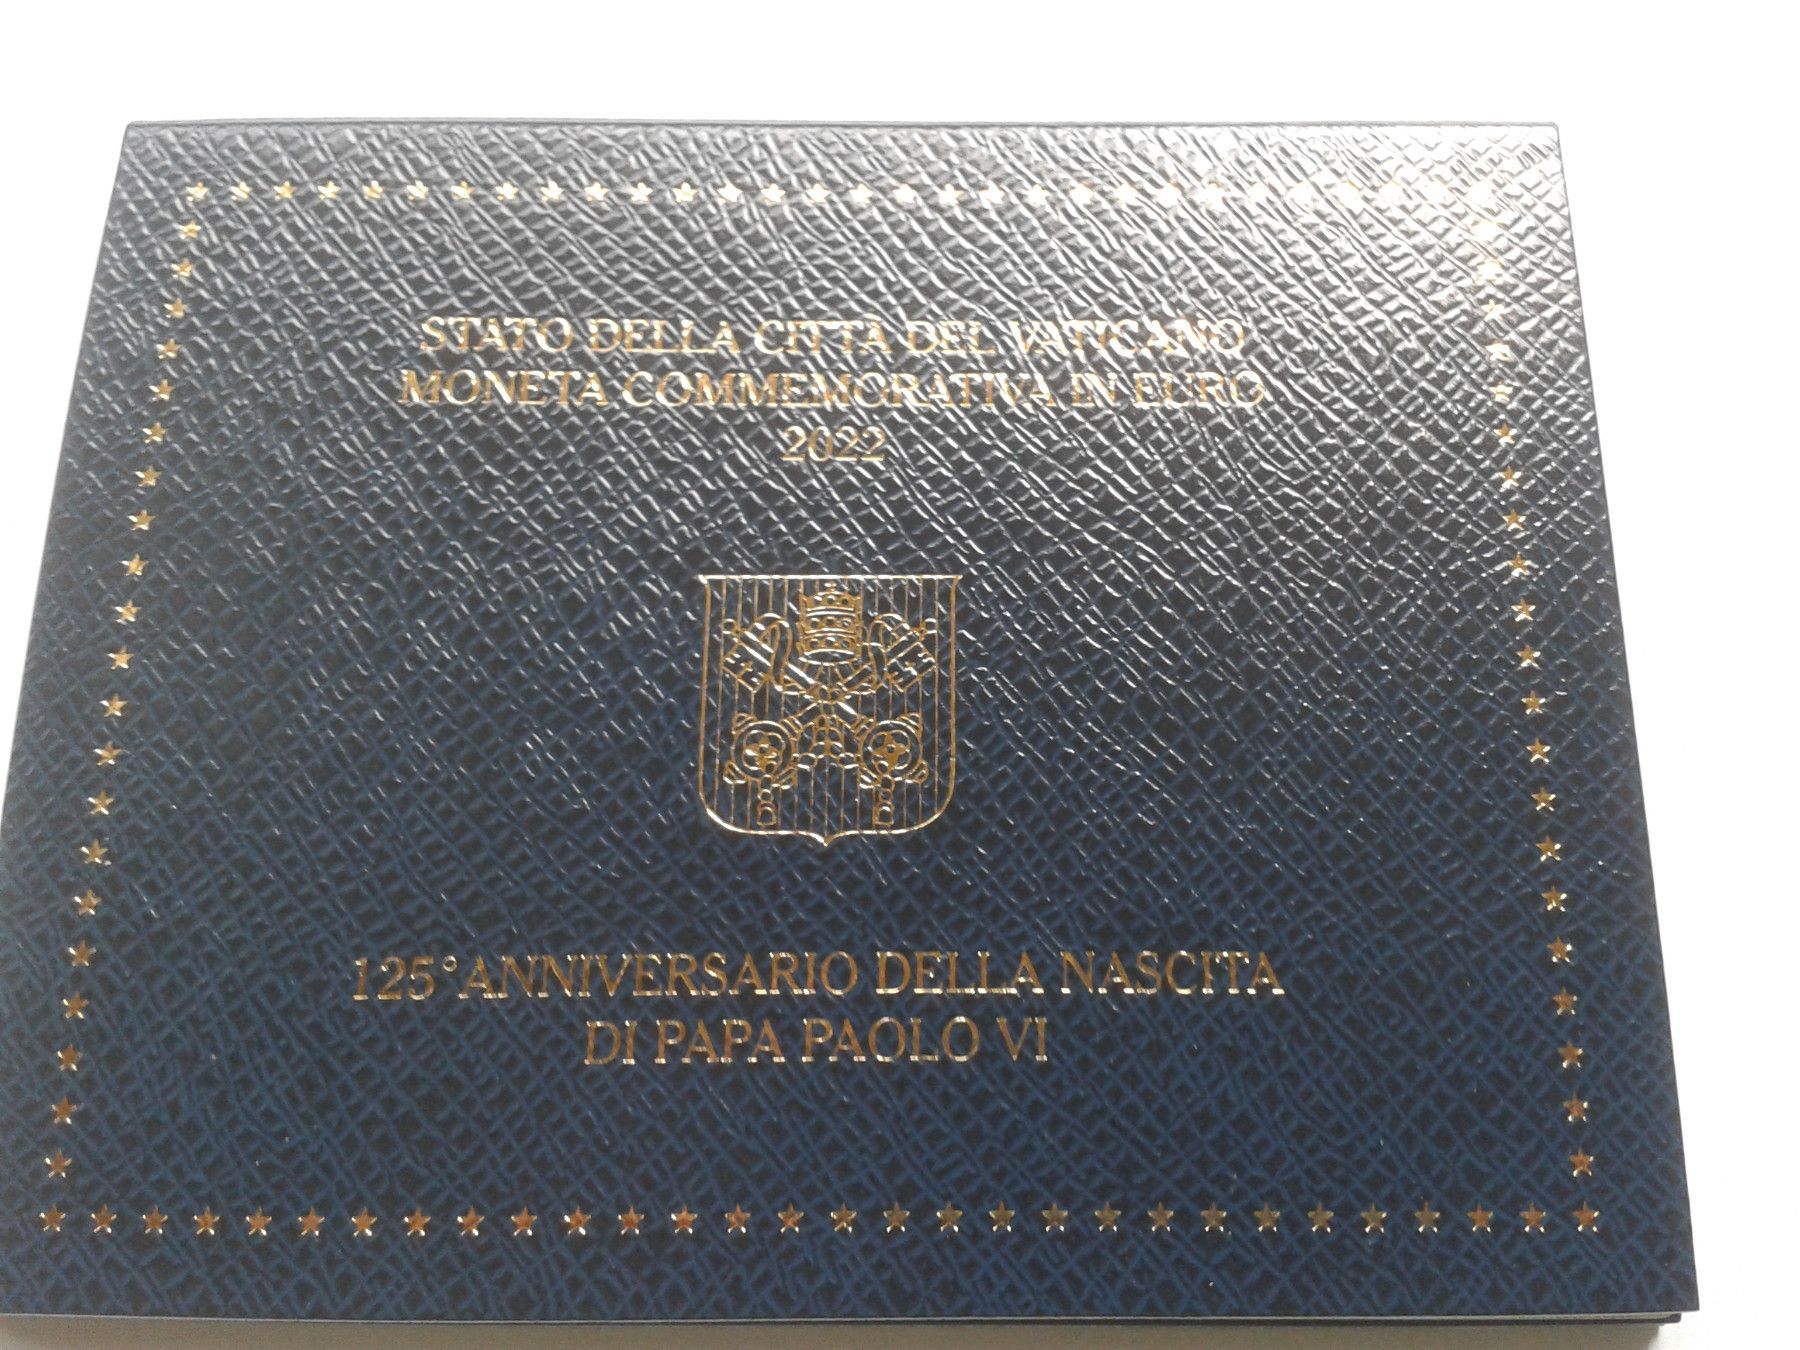 STATO DELLA CITTÀ DEL VATICANO
MONETA COMMEMORATIVA IN EURO
2022
125° ANNIVERSARIO DELLA NASCITA
DI PAPA PAOLO VI